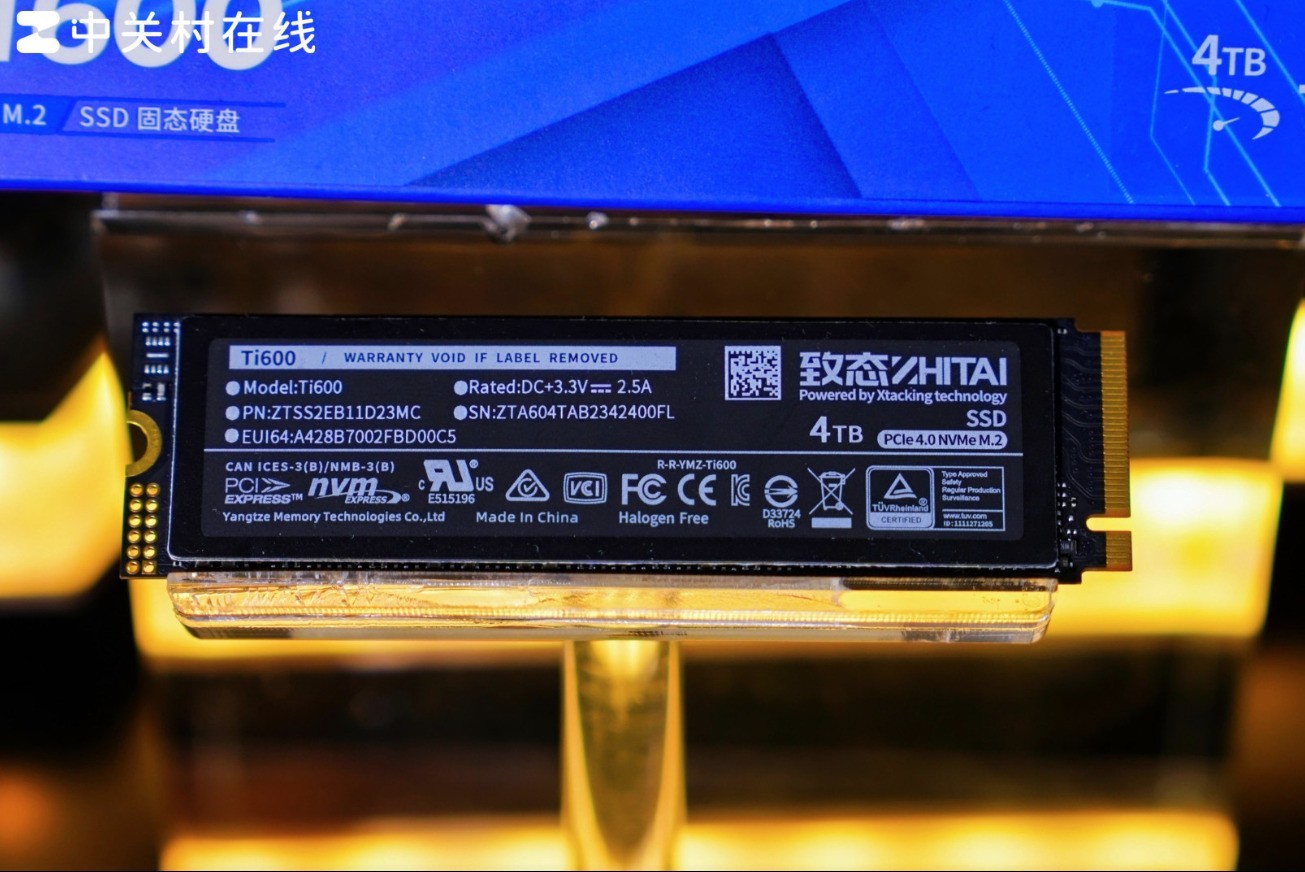 中关村在线
Ti600
M.2 SSD 固态硬盘
4TB
Ti600 / WARRANTY VOID IF LABEL REMOVED
Model:Ti600 Rated:DC+3.3V⎓2.5A
PN:ZTSS2EB11D23MC SN:ZTA604TAB2342400FL
EUI64:A428B7002FBD00C5
致态ZHITAI
Powered by Xtacking technology
SSD
4TB PCIe 4.0 NVMe M.2
CAN ICES-3(B)/NMB-3(B)
PCI EXPRESS™ nvm EXPRESS®
c RU® US
E515196
VCI
R-R-YMZ-Ti600
FC CE
D33724
RoHS
TÜVRheinland®
CERTIFIED
Type Approved
Safety
Regular Production
Surveillance
www.tuv.com
ID:1111271205
Yangtze Memory Technologies Co.,Ltd Made In China Halogen Free